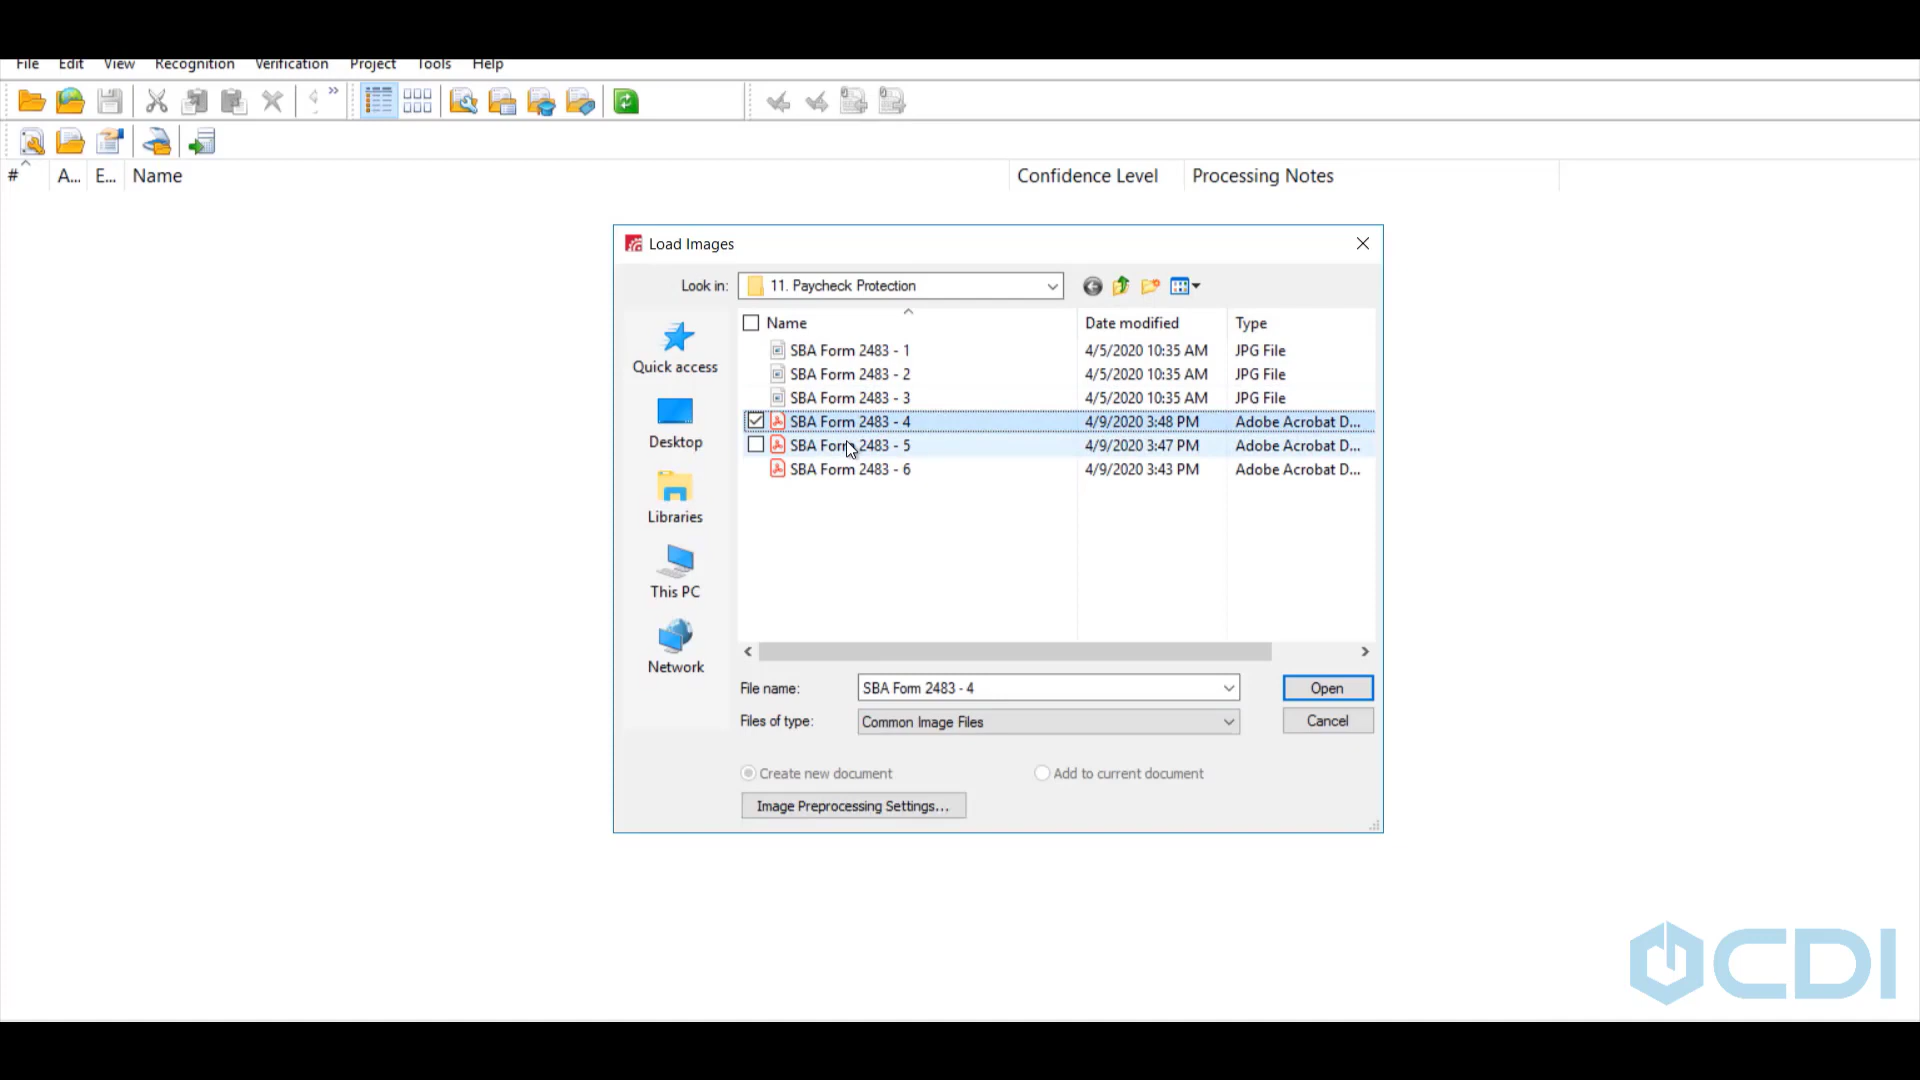 File Edit View Recognition Verification Project Tools Help
# A... E... Name Confidence Level Processing Notes
Load Images
Look in: 11. Paycheck Protection
Name Date modified Type
SBA Form 2483 - 1 4/5/2020 10:35 AM JPG File
SBA Form 2483 - 2 4/5/2020 10:35 AM JPG File
SBA Form 2483 - 3 4/5/2020 10:35 AM JPG File
SBA Form 2483 - 4 4/9/2020 3:48 PM Adobe Acrobat D...
SBA Form 2483 - 5 4/9/2020 3:47 PM Adobe Acrobat D...
SBA Form 2483 - 6 4/9/2020 3:43 PM Adobe Acrobat D...
Quick access
Desktop
Libraries
This PC
Network
File name: SBA Form 2483 - 4 Open
Files of type: Common Image Files Cancel
Create new document Add to current document
Image Preprocessing Settings...
CDI